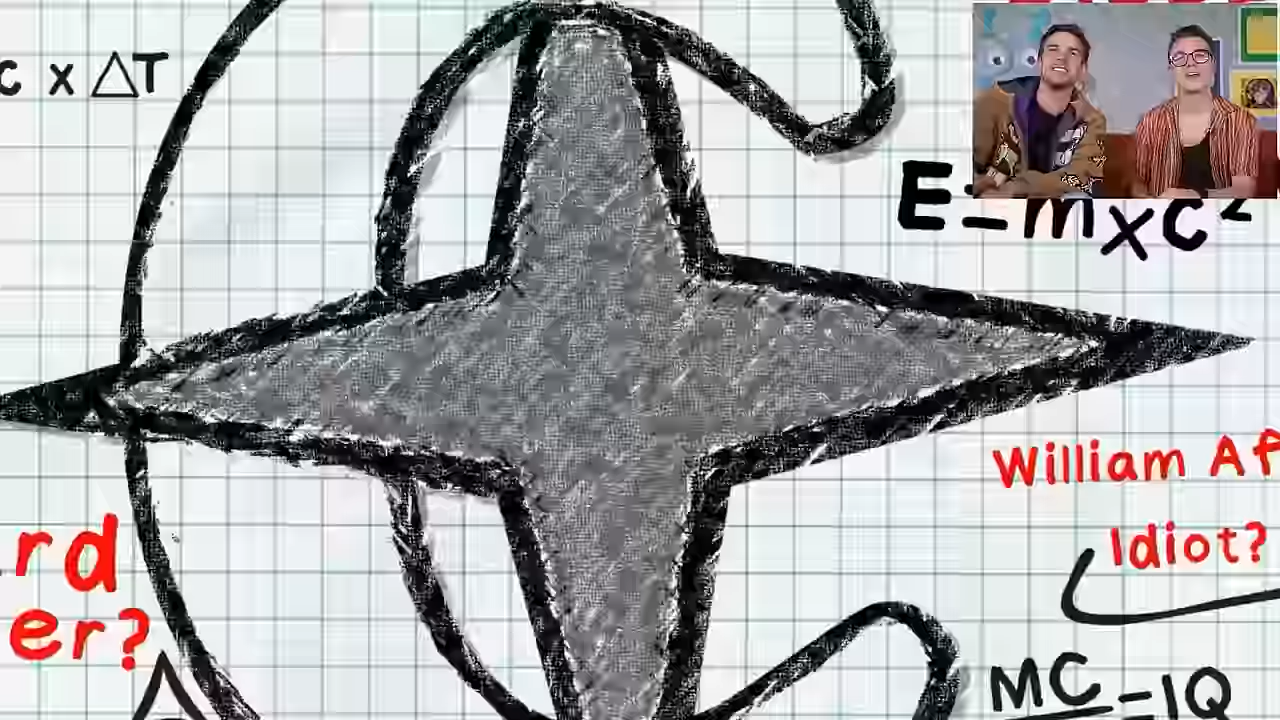 c x △T
E=mxc²
William Af
Idiot?
rd
er?
MC - IQ